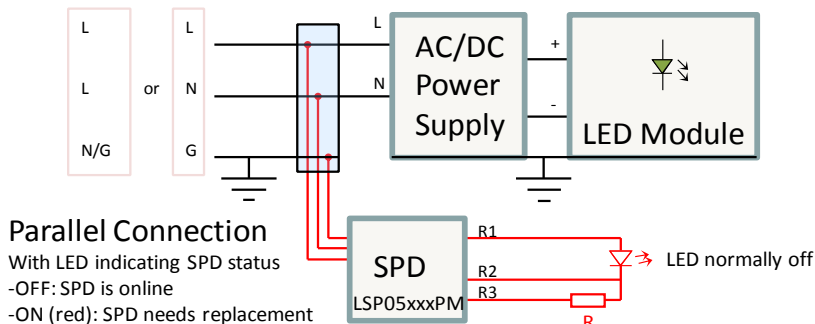 L L L
AC/DC
Power
Supply
+
L or N N
-
LED Module
N/G G
Parallel Connection
With LED indicating SPD status
-OFF: SPD is online
-ON (red): SPD needs replacement
SPD
LSP05xxxPM
R1
R2
R3
LED normally off
R